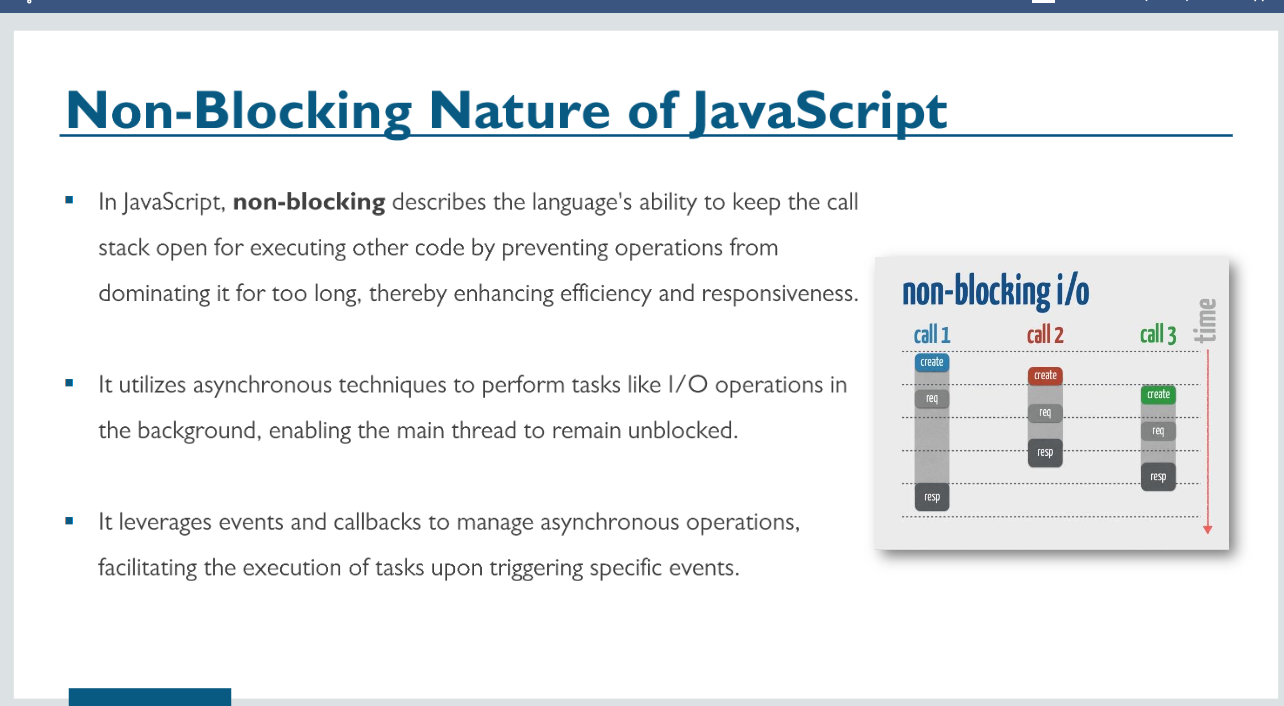 Non-Blocking Nature of JavaScript
In JavaScript, non-blocking describes the language's ability to keep the call
stack open for executing other code by preventing operations from
dominating it for too long, thereby enhancing efficiency and responsiveness.
It utilizes asynchronous techniques to perform tasks like I/O operations in
the background, enabling the main thread to remain unblocked.
It leverages events and callbacks to manage asynchronous operations,
facilitating the execution of tasks upon triggering specific events.
non-blocking i/o
time
call 1 call 2 call 3
create
create
create
req
req
req
resp
resp
resp